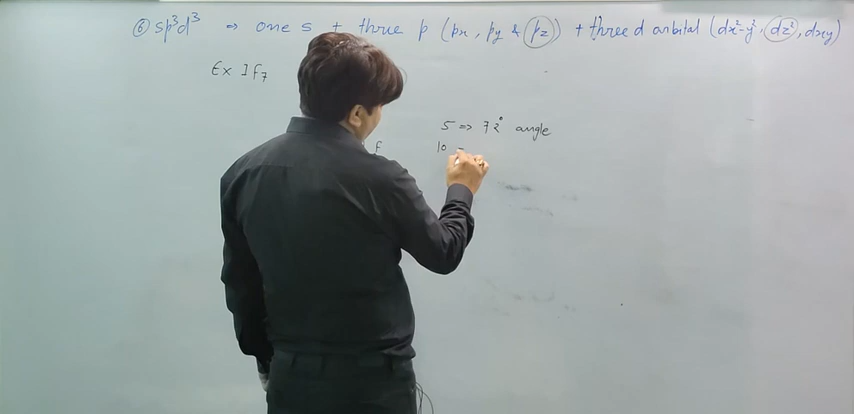 ⑥ sp³d³ ⇒ one s + three p (px, py & pz) + three d orbital (dx²-y², dz², dxy)
Ex IF₇
5 ⇒ 72° angle
F 10 =